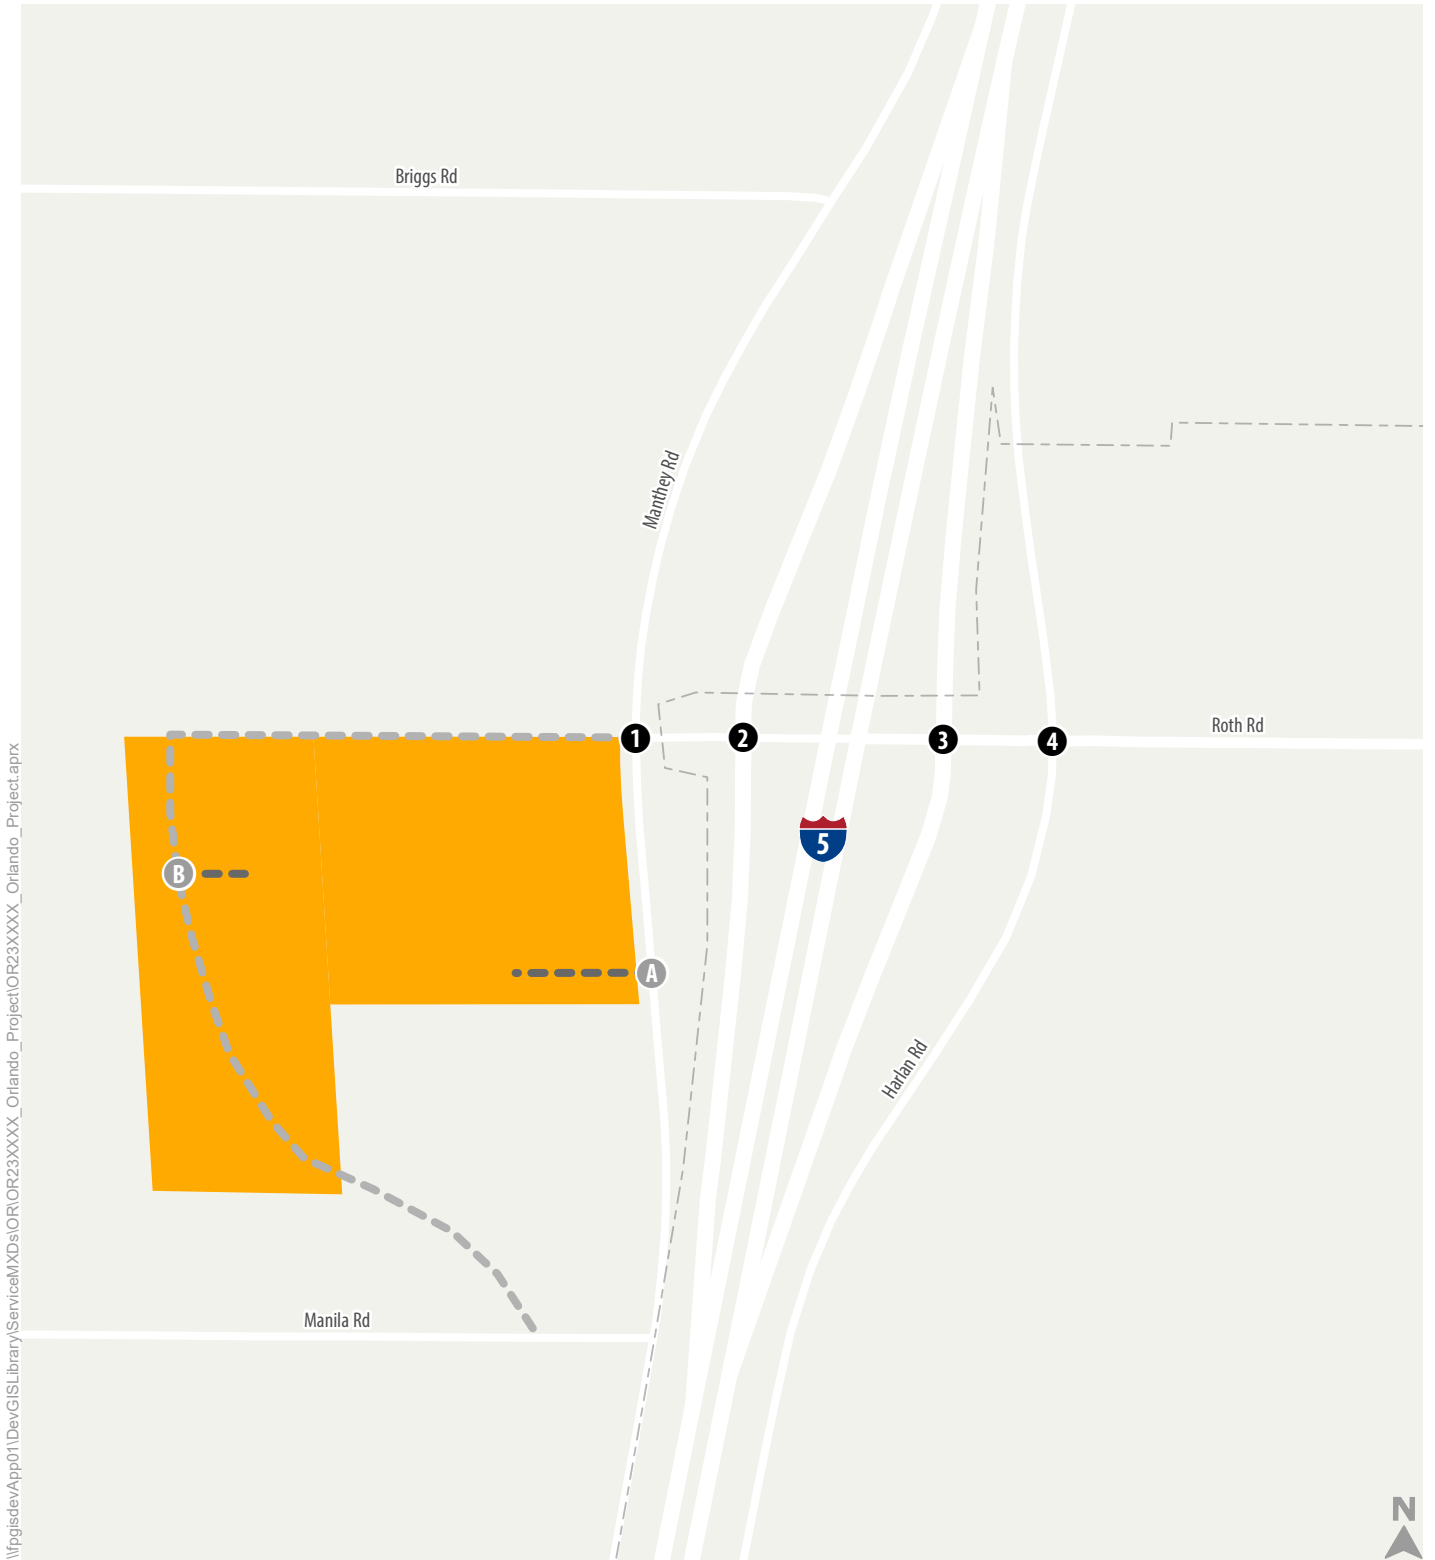 Briggs Rd
Manthey Rd
1
2
3
4
Roth Rd
5
B
A
Harlan Rd
Manila Rd
N
\\fpgisdevApp01\DevGISLibrary\ServiceMXDs\OR\OR23XXXX_Orlando_Project\OR23XXXX_Orlando_Project.aprx